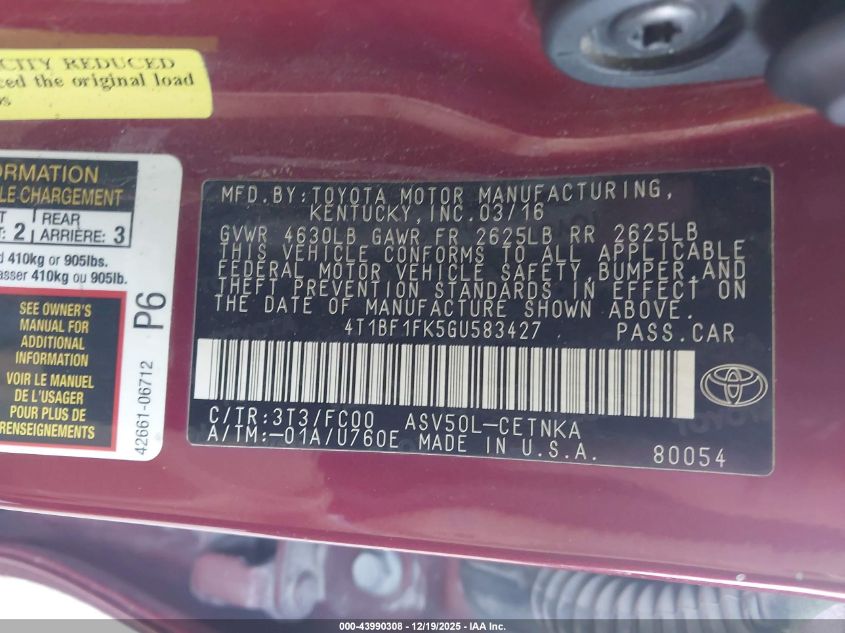 CITY REDUCED
ced the original load
os
ORMATION
LE CHARGEMENT
T: 2 REAR ARRIÈRE: 3
d 410kg or 905lbs.
asser 410kg ou 905lb.
SEE OWNER'S
MANUAL FOR
ADDITIONAL
INFORMATION
VOIR LE MANUEL
DE L'USAGER
POUR PLUS DE
RENSEIGNEMENTS
P6
42661-06712
MFD.BY:TOYOTA MOTOR MANUFACTURING,
KENTUCKY,INC.03/16
GVWR 4630LB GAWR FR 2625LB RR 2625LB
THIS VEHICLE CONFORMS TO ALL APPLICABLE
FEDERAL MOTOR VEHICLE SAFETY,BUMPER,AND
THEFT PREVENTION STANDARDS IN EFFECT ON
THE DATE OF MANUFACTURE SHOWN ABOVE.
4T1BF1FK5GU583427 PASS.CAR
C/TR:3T3/FC00 ASV50L-CETNKA
A/TM:-01A/U760E MADE IN U.S.A. 80054
000-43990308 - 12/19/2025 - IAA Inc.